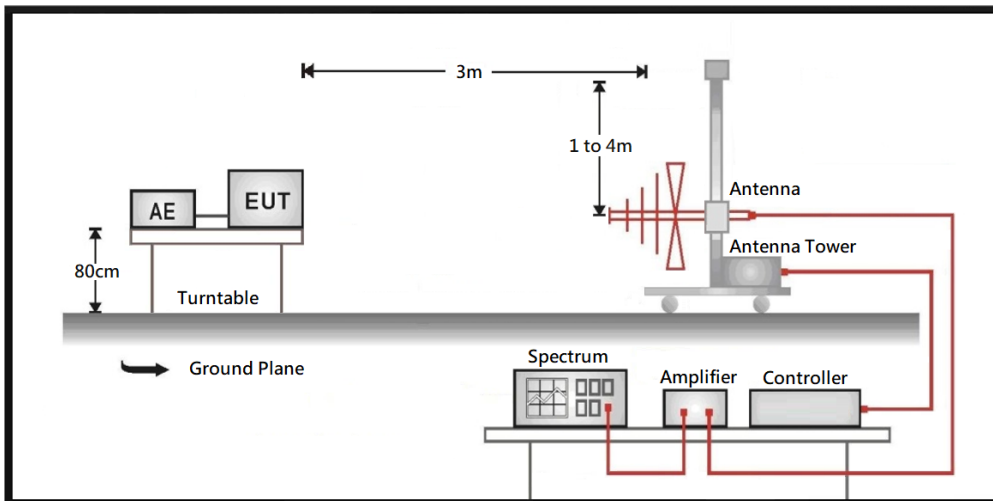 3m
1 to 4m
AE
EUT
Antenna
80cm
Antenna Tower
Turntable
Ground Plane
Spectrum
Amplifier
Controller